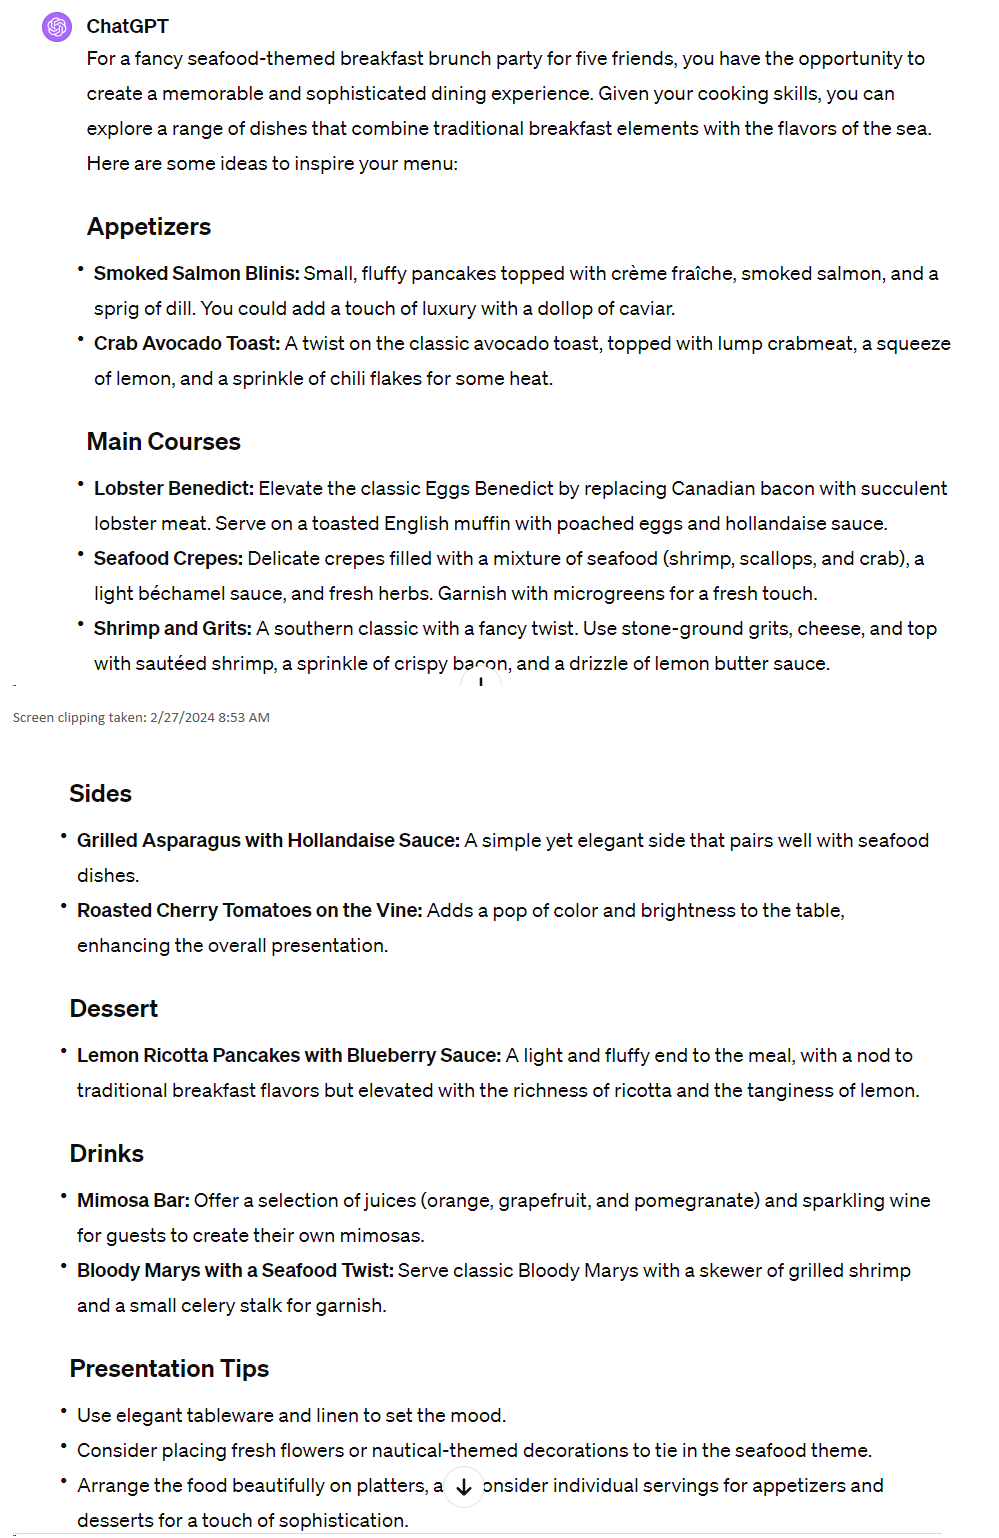 ChatGPT
For a fancy seafood-themed breakfast brunch party for five friends, you have the opportunity to
create a memorable and sophisticated dining experience. Given your cooking skills, you can
explore a range of dishes that combine traditional breakfast elements with the flavors of the sea.
Here are some ideas to inspire your menu:
Appetizers
• Smoked Salmon Blinis: Small, fluffy pancakes topped with crème fraîche, smoked salmon, and a
sprig of dill. You could add a touch of luxury with a dollop of caviar.
• Crab Avocado Toast: A twist on the classic avocado toast, topped with lump crabmeat, a squeeze
of lemon, and a sprinkle of chili flakes for some heat.
Main Courses
• Lobster Benedict: Elevate the classic Eggs Benedict by replacing Canadian bacon with succulent
lobster meat. Serve on a toasted English muffin with poached eggs and hollandaise sauce.
• Seafood Crepes: Delicate crepes filled with a mixture of seafood (shrimp, scallops, and crab), a
light béchamel sauce, and fresh herbs. Garnish with microgreens for a fresh touch.
• Shrimp and Grits: A southern classic with a fancy twist. Use stone-ground grits, cheese, and top
with sautéed shrimp, a sprinkle of crispy bacon, and a drizzle of lemon butter sauce.
Screen clipping taken: 2/27/2024 8:53 AM
Sides
• Grilled Asparagus with Hollandaise Sauce: A simple yet elegant side that pairs well with seafood
dishes.
• Roasted Cherry Tomatoes on the Vine: Adds a pop of color and brightness to the table,
enhancing the overall presentation.
Dessert
• Lemon Ricotta Pancakes with Blueberry Sauce: A light and fluffy end to the meal, with a nod to
traditional breakfast flavors but elevated with the richness of ricotta and the tanginess of lemon.
Drinks
• Mimosa Bar: Offer a selection of juices (orange, grapefruit, and pomegranate) and sparkling wine
for guests to create their own mimosas.
• Bloody Marys with a Seafood Twist: Serve classic Bloody Marys with a skewer of grilled shrimp
and a small celery stalk for garnish.
Presentation Tips
• Use elegant tableware and linen to set the mood.
• Consider placing fresh flowers or nautical-themed decorations to tie in the seafood theme.
• Arrange the food beautifully on platters, a onsider individual servings for appetizers and
desserts for a touch of sophistication.